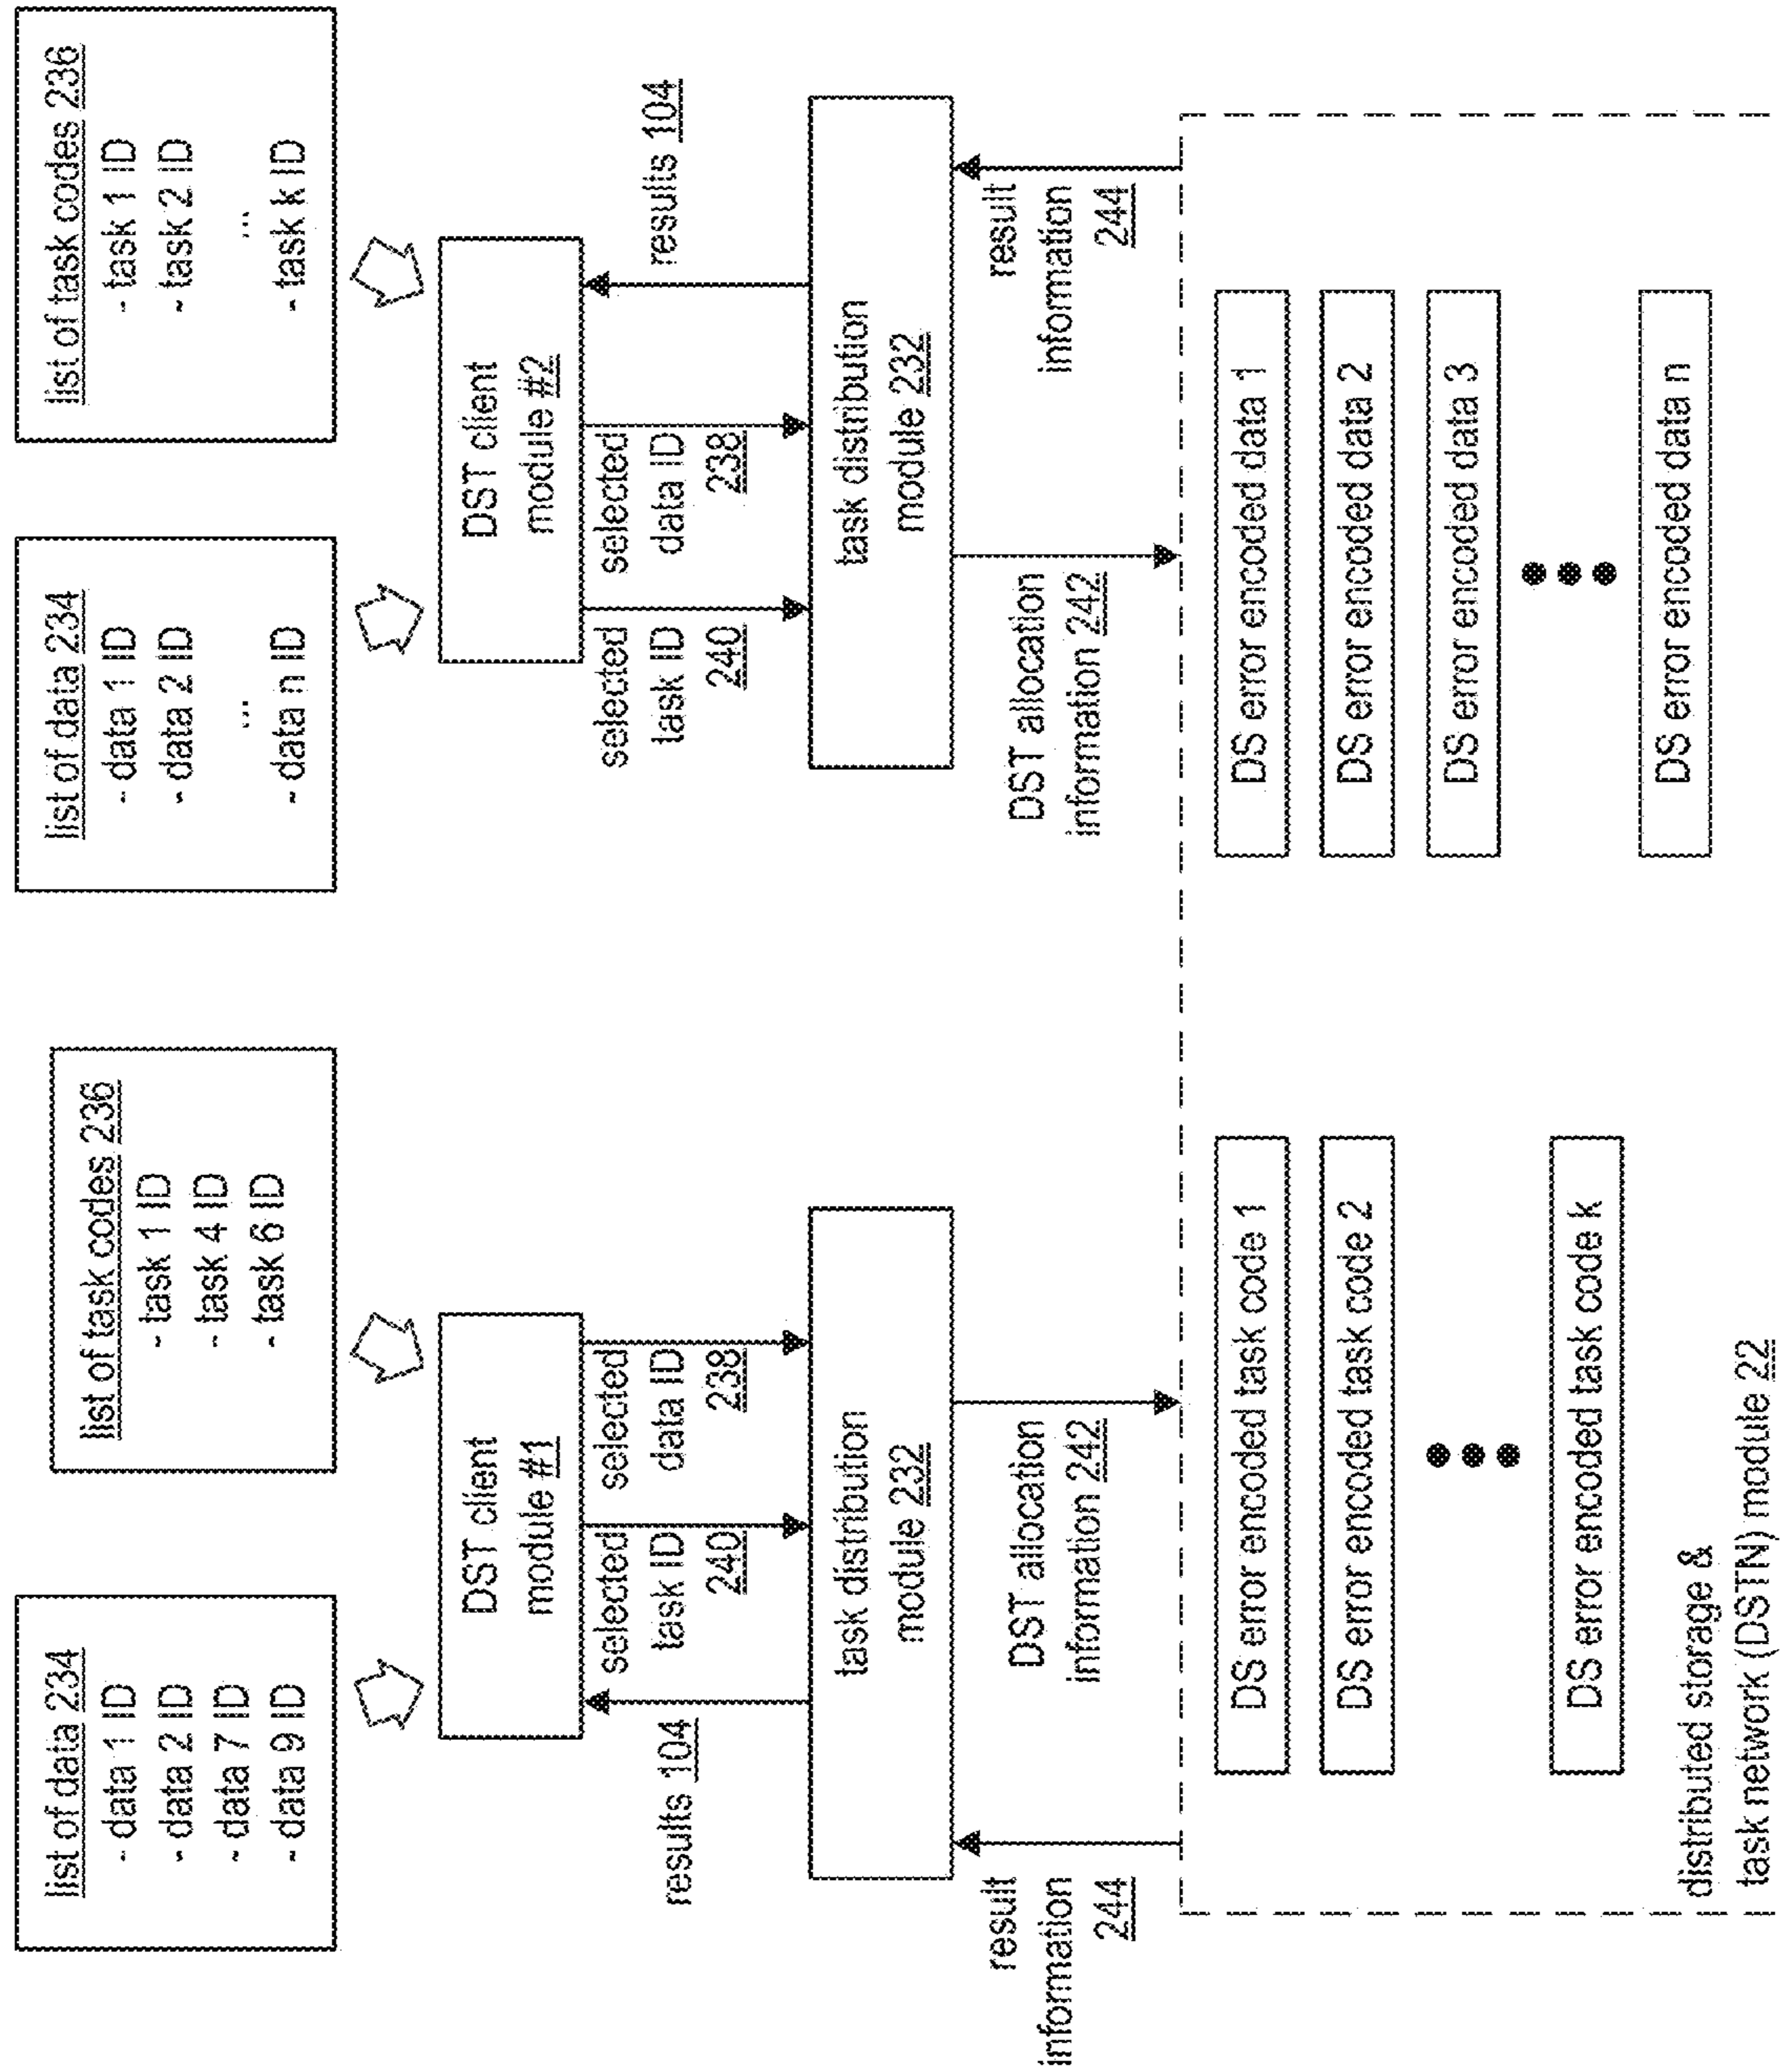 list of data 234
- data 1 ID
- data 2 ID
- data 7 ID
- data 9 ID
list of task codes 236
- task 1 ID
- task 4 ID
- task 6 ID
list of data 234
- data 1 ID
- data 2 ID
...
- data n ID
list of task codes 236
- task 1 ID
- task 2 ID
...
- task k ID
DST client
module #1
DST client
module #2
results 104
selected
task ID
240
selected
data ID
238
selected
task ID
240
selected
data ID
238
results 104
task distribution
module 232
task distribution
module 232
result
information
244
DST allocation
information 242
DST allocation
information 242
result
information
244
DS error encoded task code 1
DS error encoded task code 2
DS error encoded task code k
DS error encoded data 1
DS error encoded data 2
DS error encoded data 3
DS error encoded data n
distributed storage &
task network (DSTN) module 22